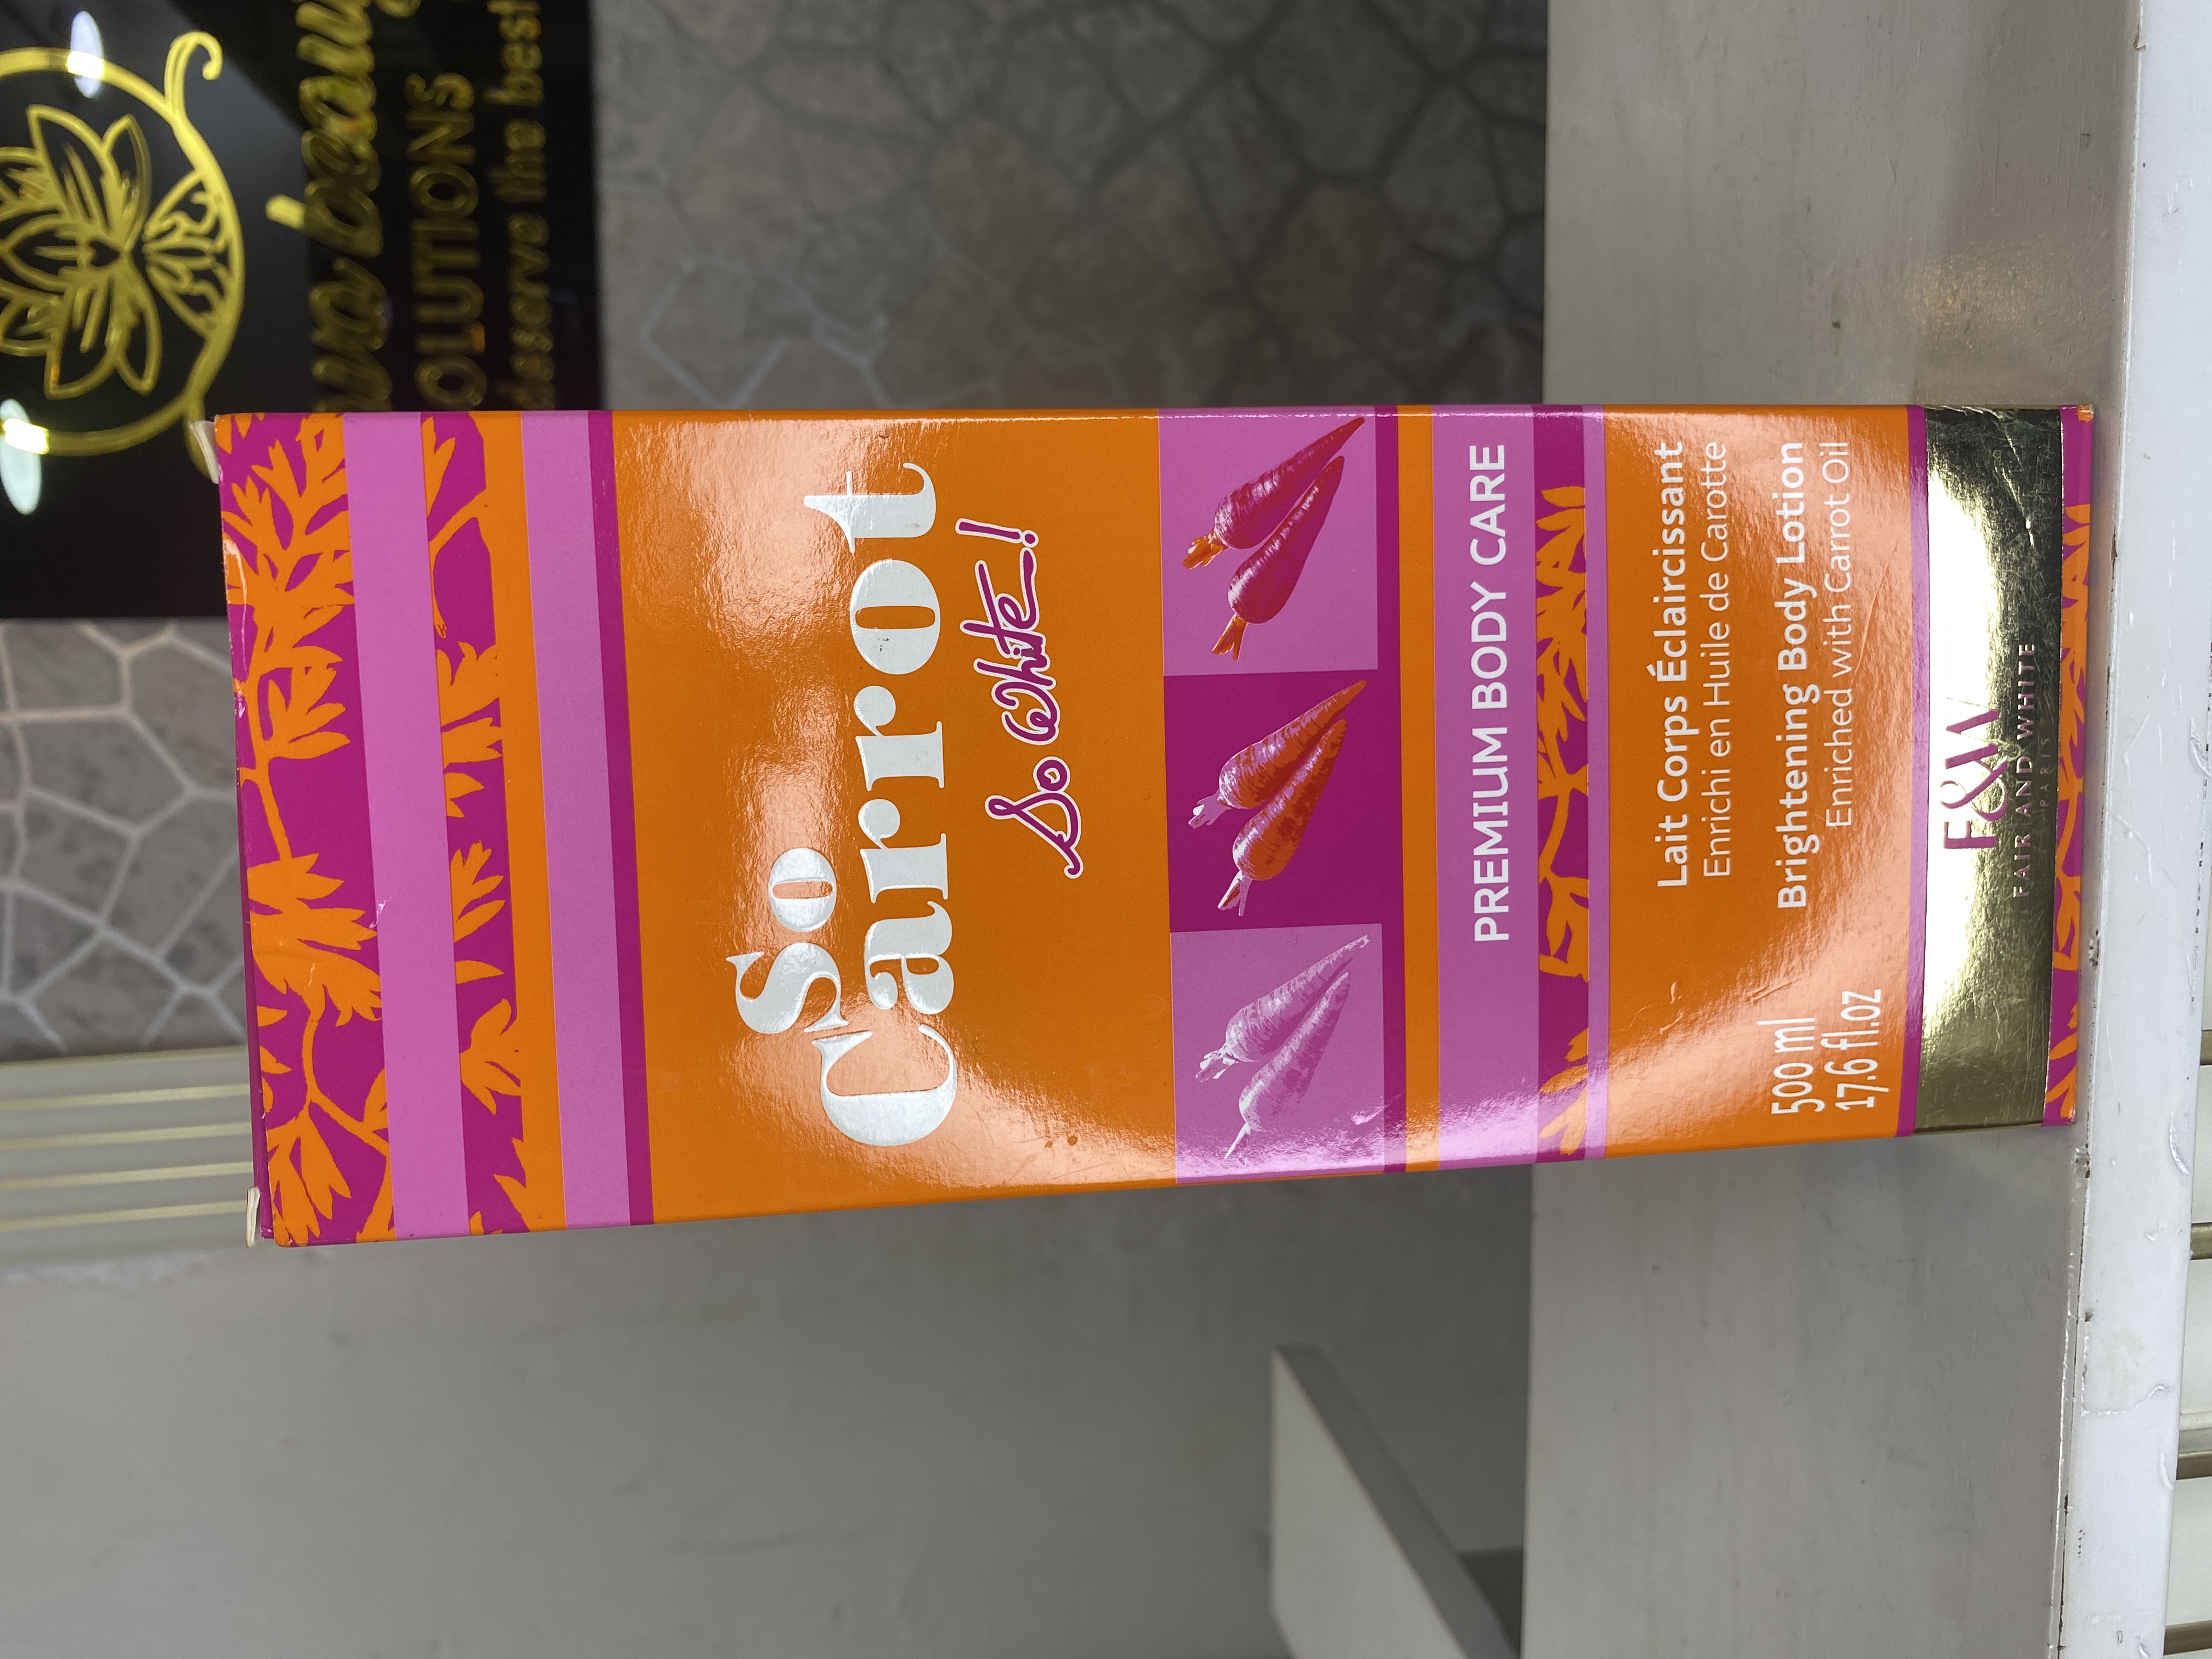 OLUTIONS
deserve the best
So
Carrot
So White!
PREMIUM BODY CARE
Lait Corps Éclaircissant
Enrichi en Huile de Carotte
Brightening Body Lotion
Enriched with Carrot Oil
500 ml
17.6 fl.oz
F&W
FAIR AND WHITE
PARIS